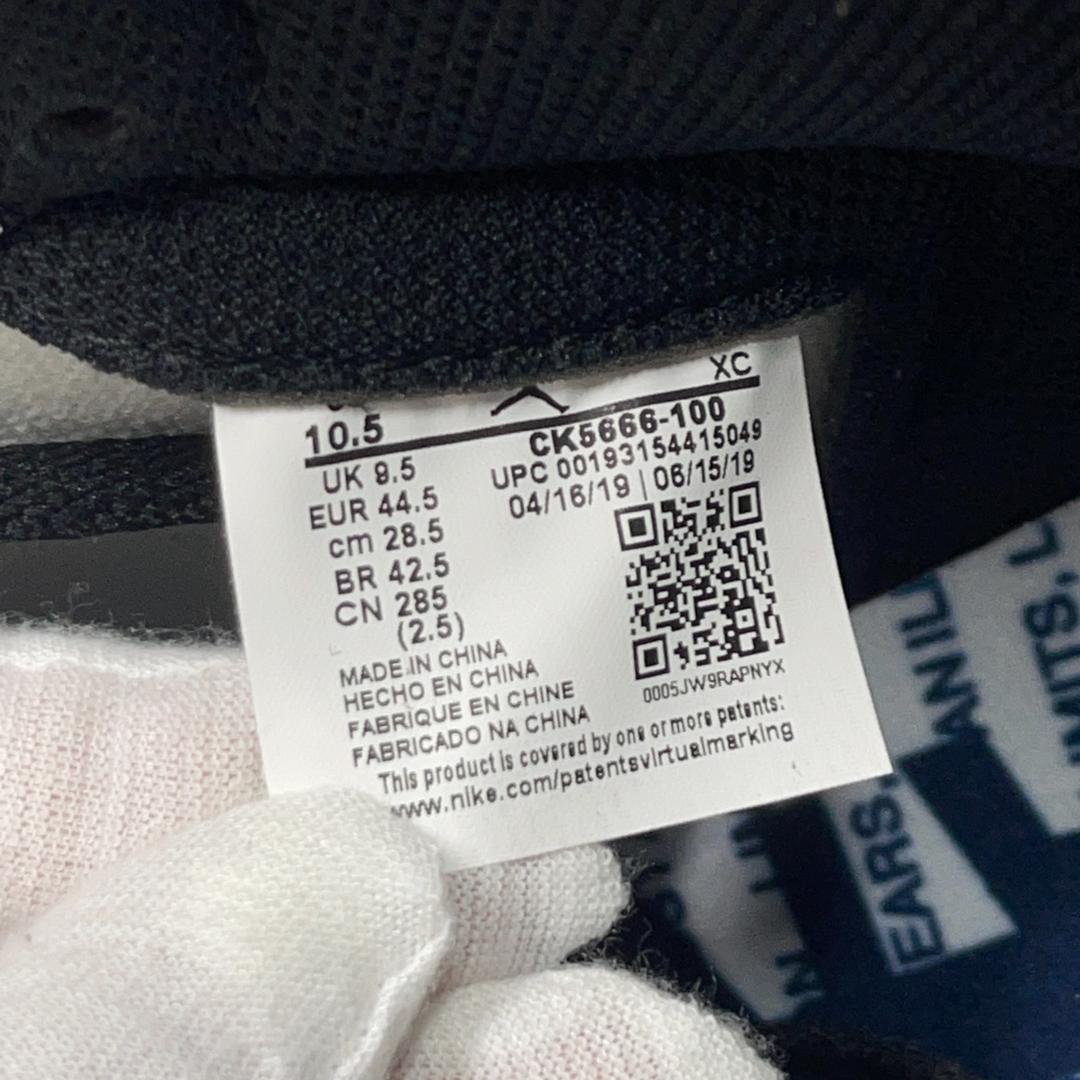 XC
10.5
CK5666-100
UPC 00193154415049
04/16/19 | 06/15/19
UK 9.5
EUR 44.5
cm 28.5
BR 42.5
CN 285
(2.5)
0005JW9RAPNYX
MADE IN CHINA
HECHO EN CHINA
FABRIQUE EN CHINE
FABRICADO NA CHINA
This product is covered by one or more patents:
www.nike.com/patentsvirtualmarking
EARS,